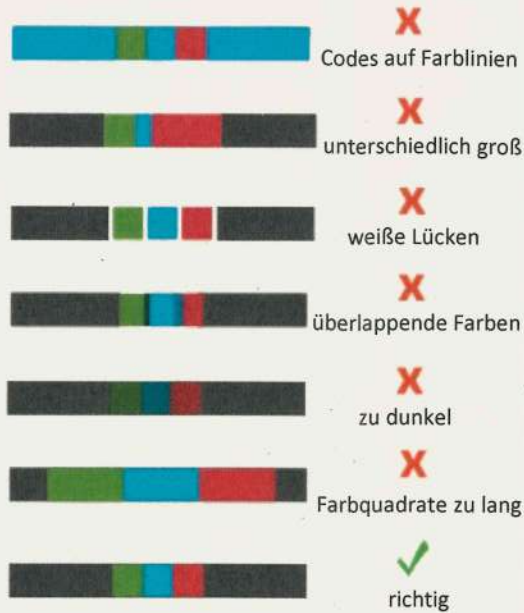 Codes auf Farblinien
unterschiedlich groß
weiße Lücken
überlappende Farben
zu dunkel
Farbquadrate zu lang
richtig